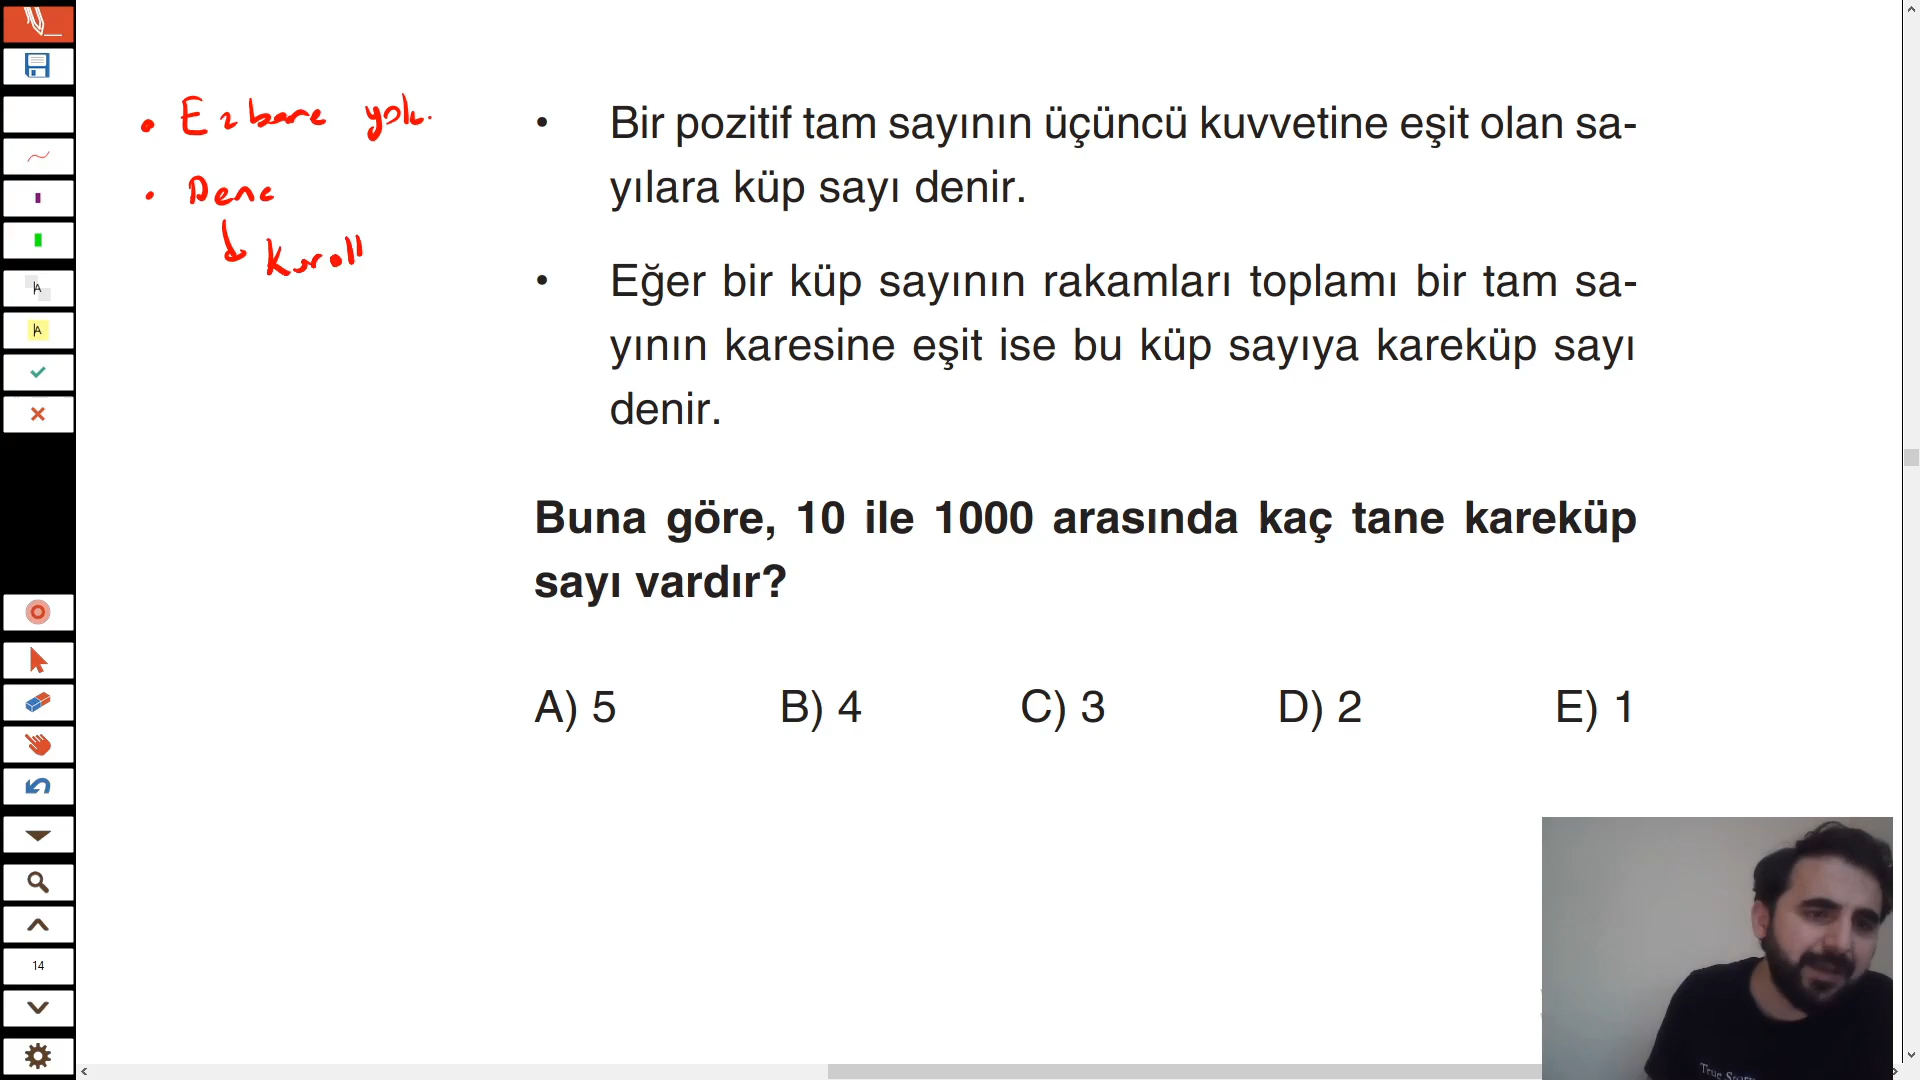 • Ezbere yok.
• Dene
• Bir pozitif tam sayının üçüncü kuvvetine eşit olan sa-
yılara küp sayı denir.
• Eğer bir küp sayının rakamları toplamı bir tam sa-
yının karesine eşit ise bu küp sayıya kareküp sayı
denir.
Buna göre, 10 ile 1000 arasında kaç tane kareküp
sayı vardır?
A) 5 B) 4 C) 3 D) 2 E) 1
14